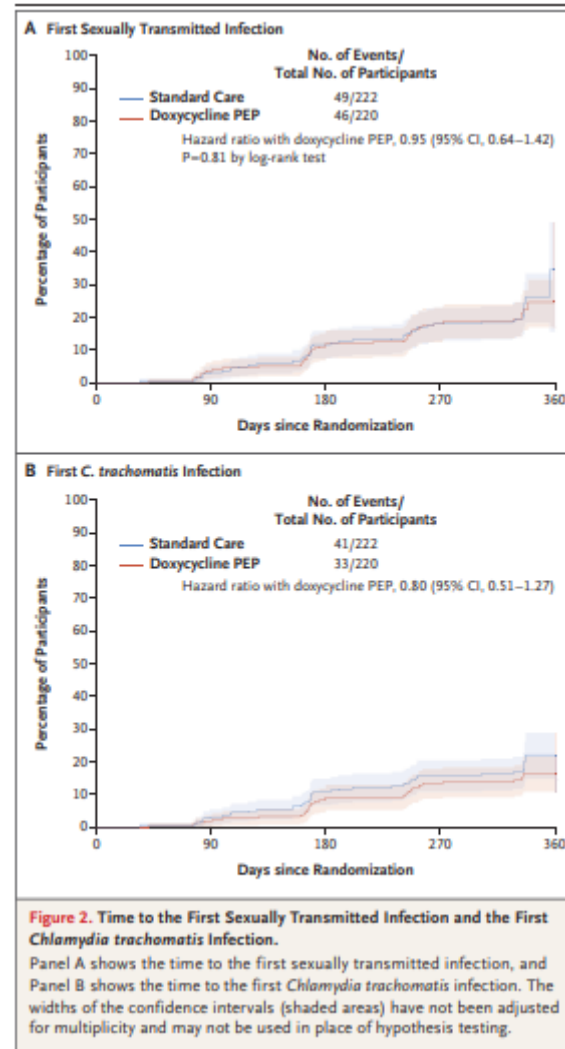 A First Sexually Transmitted Infection
No. of Events/
Total No. of Participants
Standard Care 49/222
Doxycycline PEP 46/220
Hazard ratio with doxycycline PEP, 0.95 (95% CI, 0.64–1.42)
P=0.81 by log-rank test
Percentage of Participants
100
90
80
70
60
50
40
30
20
10
0
0 90 180 270 360
Days since Randomization
B First C. trachomatis Infection
No. of Events/
Total No. of Participants
Standard Care 41/222
Doxycycline PEP 33/220
Hazard ratio with doxycycline PEP, 0.80 (95% CI, 0.51–1.27)
Percentage of Participants
100
90
80
70
60
50
40
30
20
10
0
0 90 180 270 360
Days since Randomization
Figure 2. Time to the First Sexually Transmitted Infection and the First
Chlamydia trachomatis Infection.
Panel A shows the time to the first sexually transmitted infection, and
Panel B shows the time to the first Chlamydia trachomatis infection. The
widths of the confidence intervals (shaded areas) have not been adjusted
for multiplicity and may not be used in place of hypothesis testing.